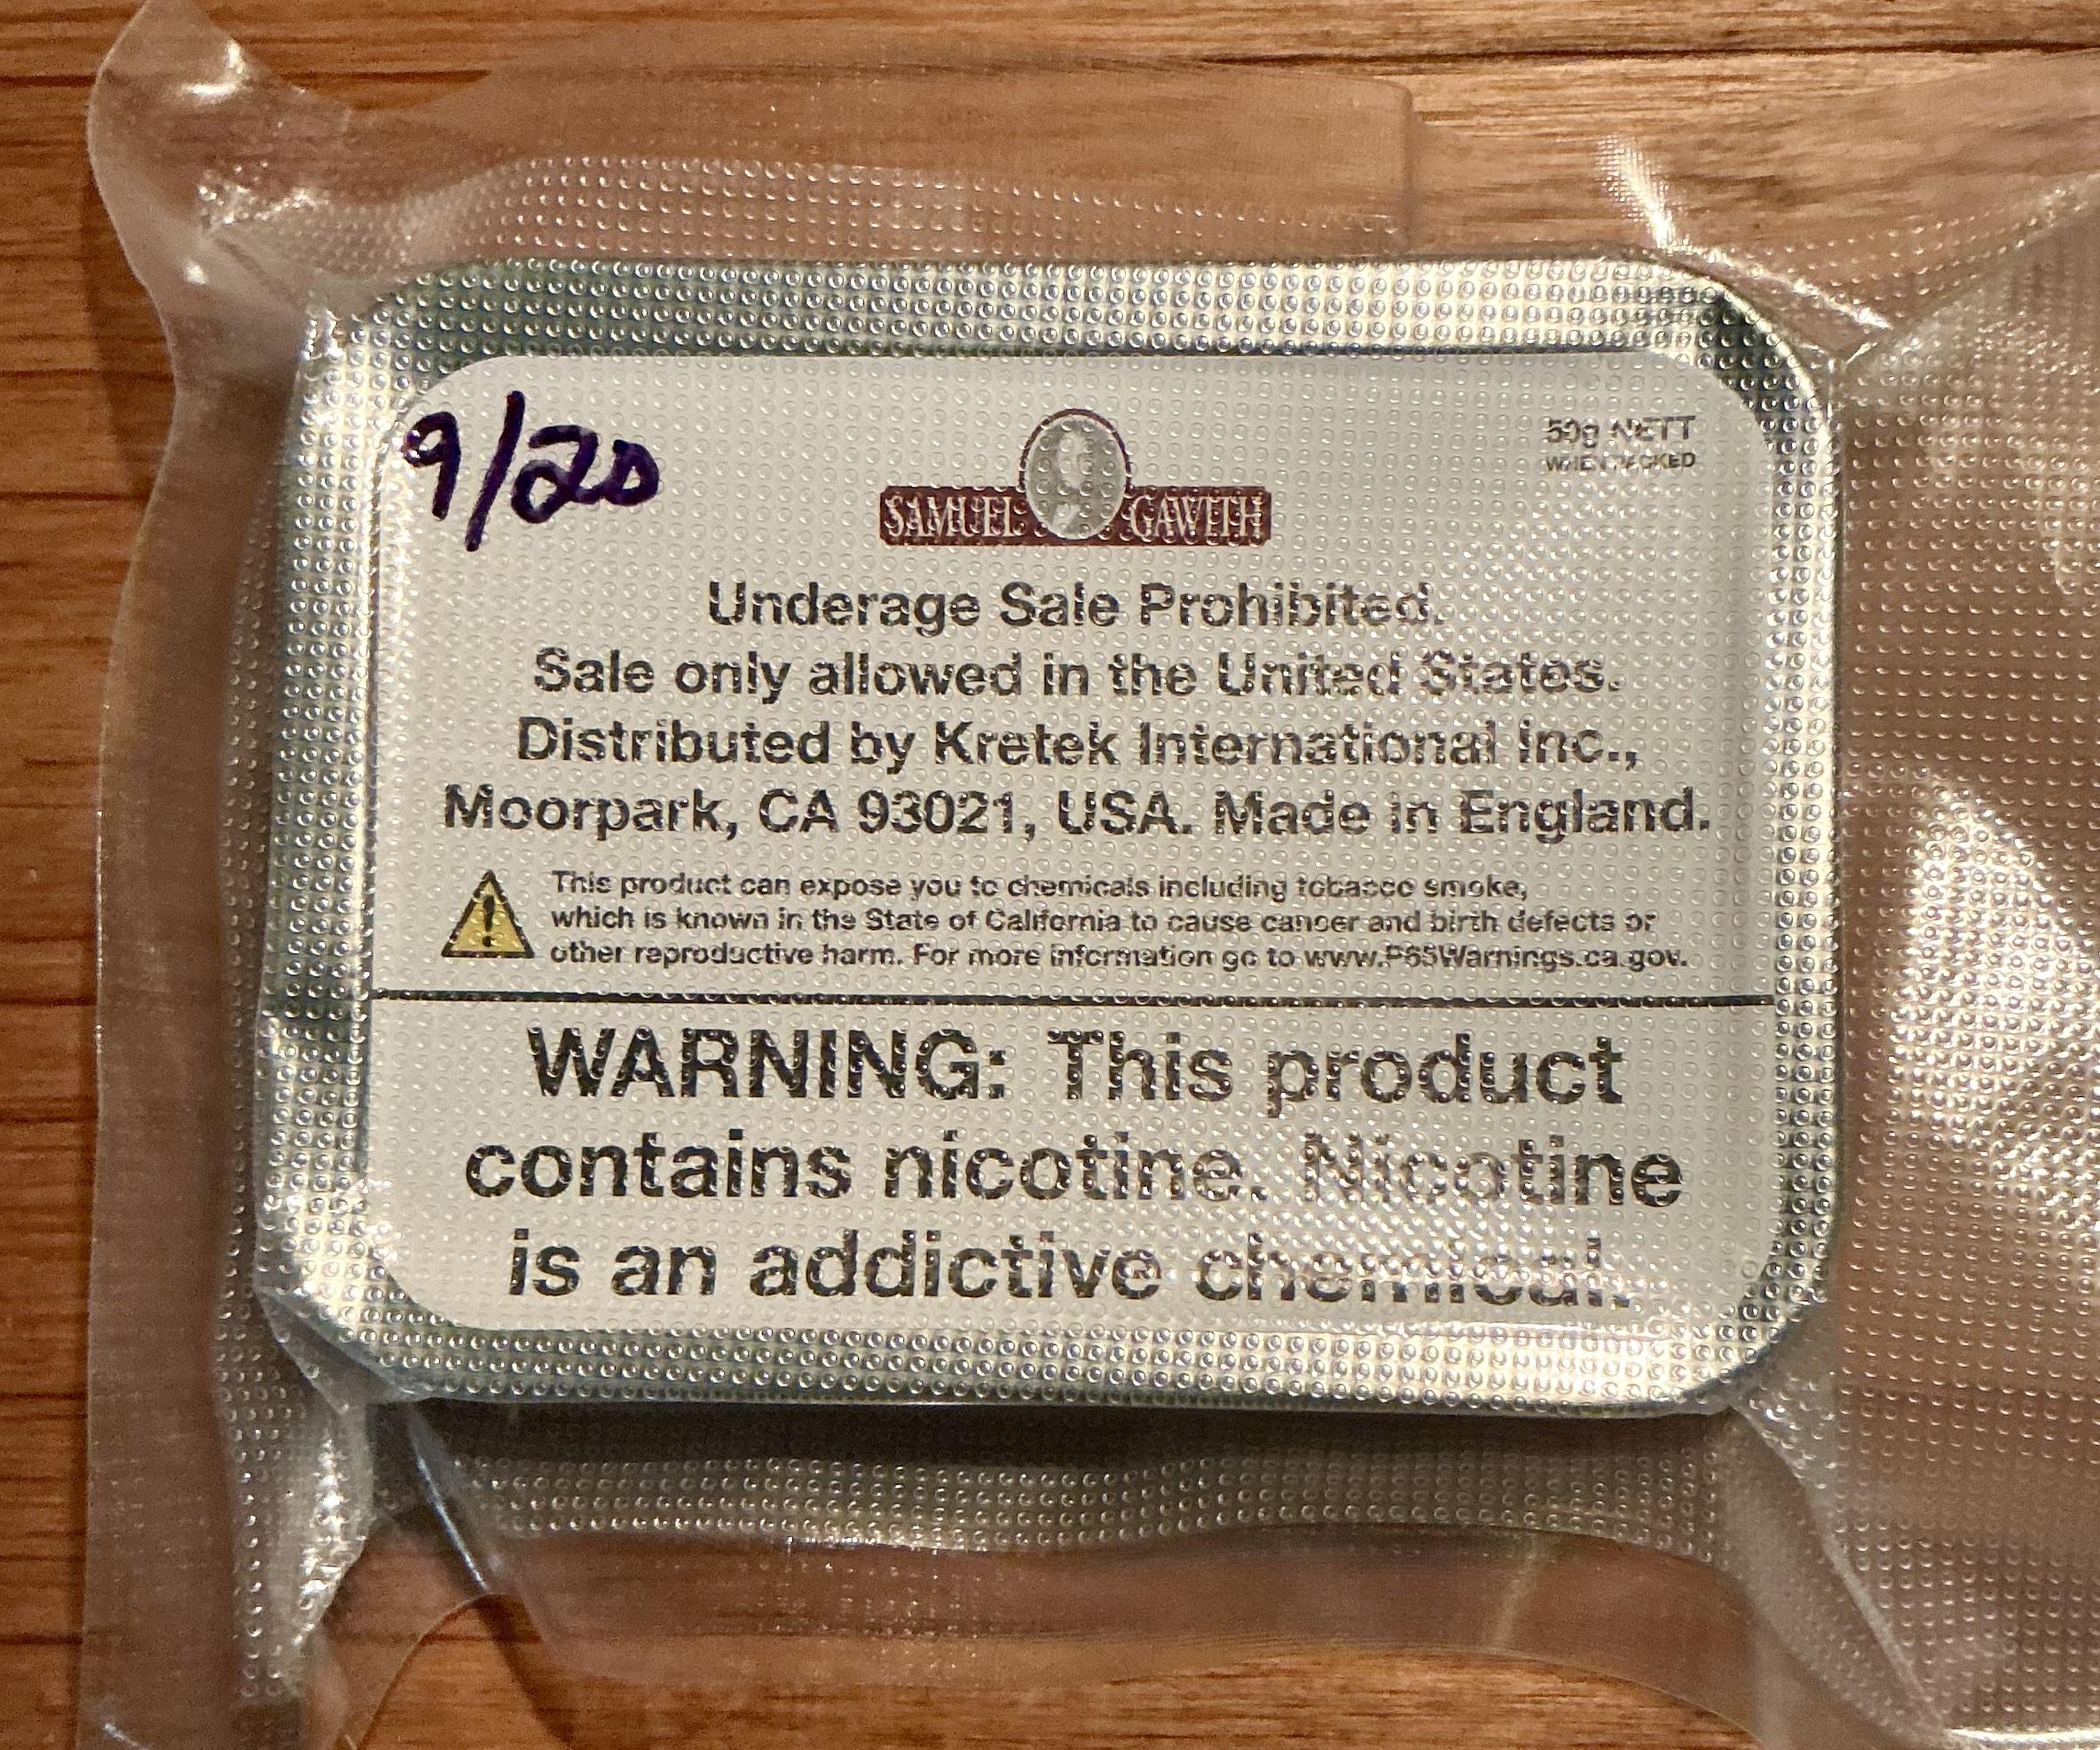 9/20
SAMUEL GAWITH
50g NETT
WHEN PACKED
Underage Sale Prohibited.
Sale only allowed in the United States.
Distributed by Kretek International Inc.,
Moorpark, CA 93021, USA. Made in England.
This product can expose you to chemicals including tobacco smoke,
which is known in the State of California to cause cancer and birth defects or
other reproductive harm. For more information go to www.P65Warnings.ca.gov.
WARNING: This product
contains nicotine. Nicotine
is an addictive chemical.